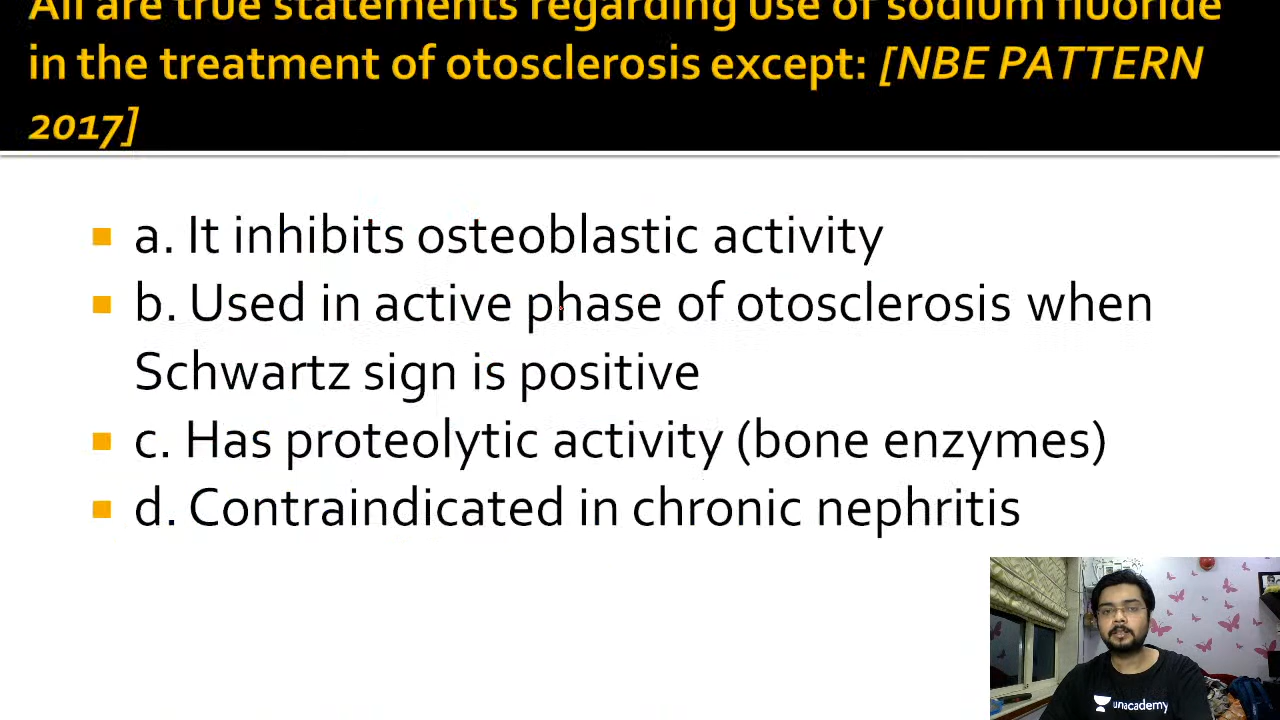 All are true statements regarding use of sodium fluoride
in the treatment of otosclerosis except: [NBE PATTERN
2017]
a. It inhibits osteoblastic activity
b. Used in active phase of otosclerosis when
Schwartz sign is positive
c. Has proteolytic activity (bone enzymes)
d. Contraindicated in chronic nephritis
unacademy